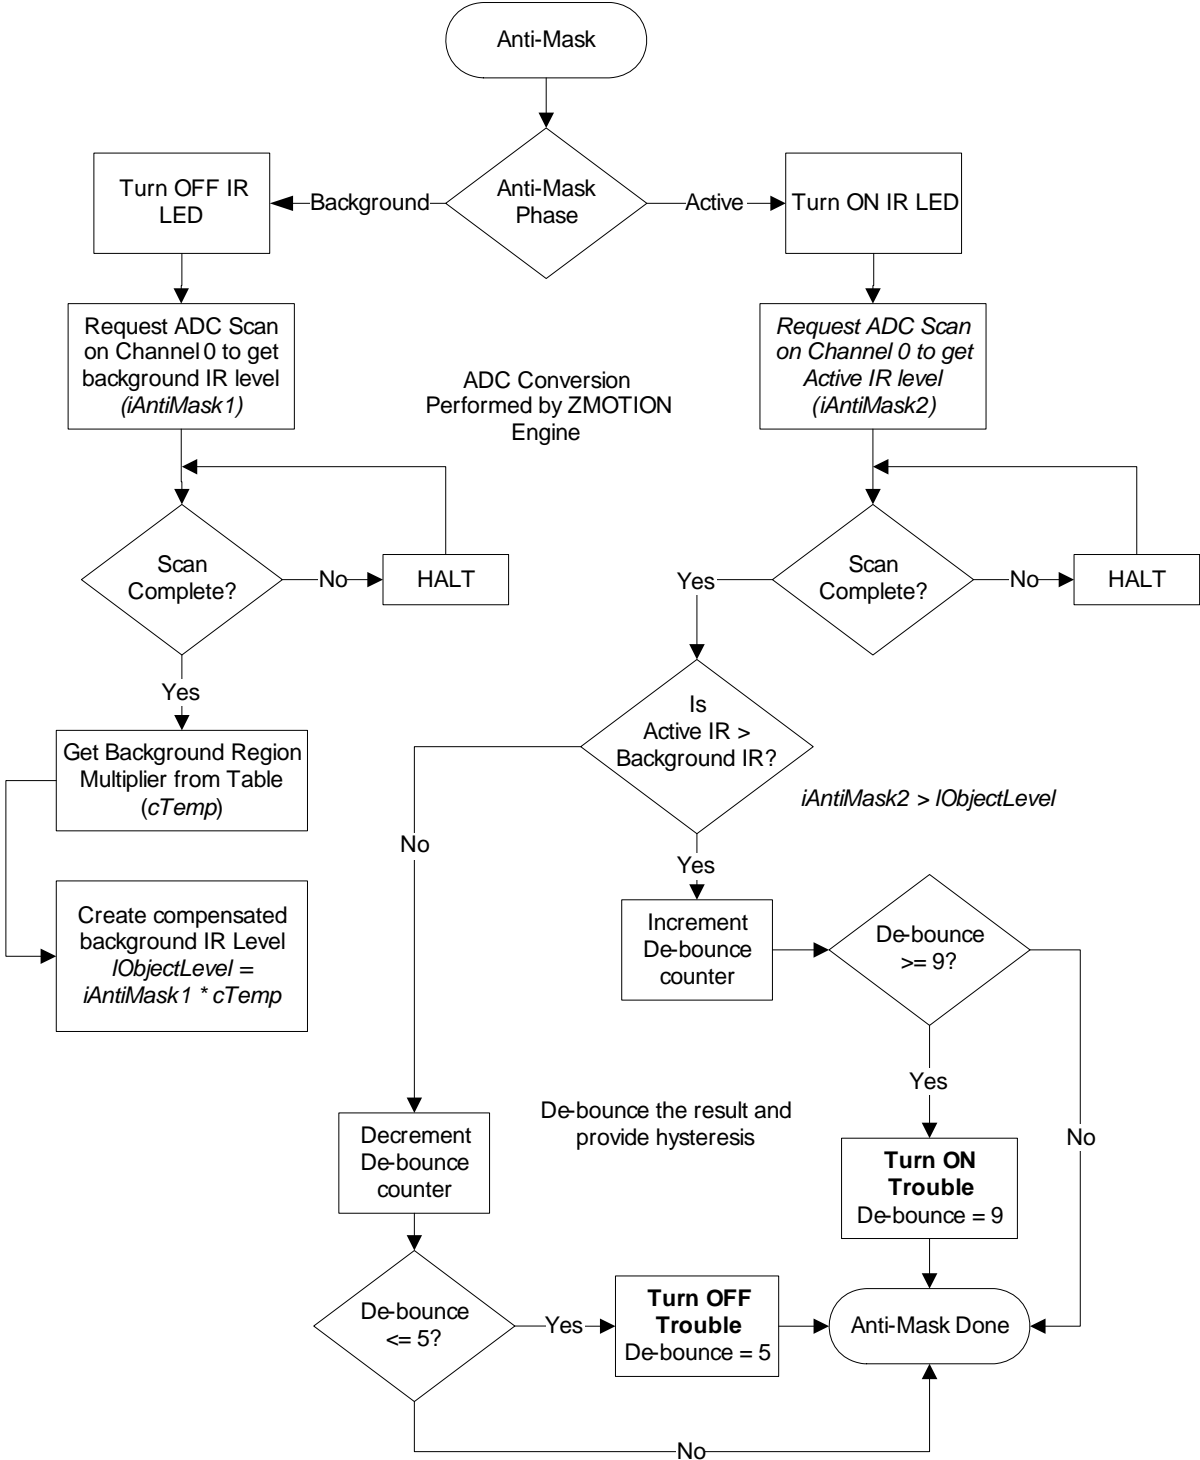 Anti-Mask
Anti-Mask
Phase
Background
Active
Turn OFF IR
LED
Turn ON IR LED
Request ADC Scan
on Channel 0 to get
background IR level
(iAntiMask1)
ADC Conversion
Performed by ZMOTION
Engine
Request ADC Scan
on Channel 0 to get
Active IR level
(iAntiMask2)
Scan
Complete?
No
HALT
Yes
Scan
Complete?
No
HALT
Yes
Get Background Region
Multiplier from Table
(cTemp)
Create compensated
background IR Level
lObjectLevel =
iAntiMask1 * cTemp
Is
Active IR >
Background IR?
iAntiMask2 > lObjectLevel
No
Yes
Increment
De-bounce
counter
De-bounce
>= 9?
Yes
No
De-bounce the result and
provide hysteresis
Decrement
De-bounce
counter
Turn ON
Trouble
De-bounce = 9
De-bounce
<= 5?
Yes
Turn OFF
Trouble
De-bounce = 5
Anti-Mask Done
No